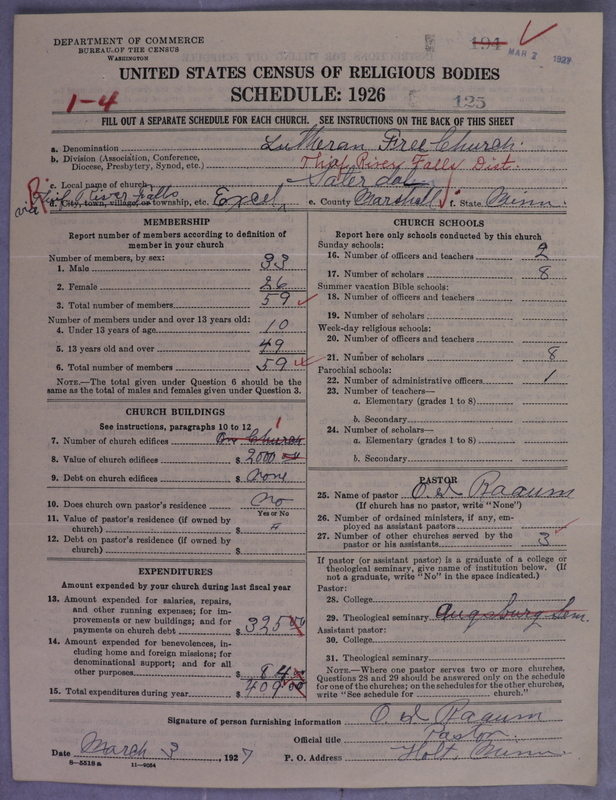 DEPARTMENT OF COMMERCE
BUREAU OF THE CENSUS
WASHINGTON
194
MAR 2 1927
UNITED STATES CENSUS OF RELIGIOUS BODIES
SCHEDULE: 1926
1-4
125
FILL OUT A SEPARATE SCHEDULE FOR EACH CHURCH. SEE INSTRUCTIONS ON THE BACK OF THIS SHEET
a. Denomination Lutheran Free Church.
b. Division (Association, Conference, Diocese, Presbytery, Synod, etc.) Thief River Falls Dist.
c. Local name of church Saterdal
via Thief River Falls
d. City, town, village, or township, etc. Excel, e. County Marshall f. State Minn.
MEMBERSHIP
Report number of members according to definition of member in your church
Number of members, by sex:
1. Male 33
2. Female 26
3. Total number of members 59
Number of members under and over 13 years old:
4. Under 13 years of age 10
5. 13 years old and over 49
6. Total number of members 59
NOTE.—The total given under Question 6 should be the same as the total of males and females given under Question 3.
CHURCH BUILDINGS
See instructions, paragraphs 10 to 12
7. Number of church edifices One Church 1
8. Value of church edifices $ 2000
9. Debt on church edifices $ None
10. Does church own pastor's residence No
Yes or No
11. Value of pastor's residence (if owned by church) $
12. Debt on pastor's residence (if owned by church) $
EXPENDITURES
Amount expended by your church during last fiscal year
13. Amount expended for salaries, repairs, and other running expenses; for improvements or new buildings; and for payments on church debt $ 325
14. Amount expended for benevolences, including home and foreign missions; for denominational support; and for all other purposes $ 84
15. Total expenditures during year $ 409 00
CHURCH SCHOOLS
Report here only schools conducted by this church
Sunday schools:
16. Number of officers and teachers 2
17. Number of scholars 8
Summer vacation Bible schools:
18. Number of officers and teachers
19. Number of scholars
Week-day religious schools:
20. Number of officers and teachers
21. Number of scholars 8
Parochial schools:
22. Number of administrative officers 1
23. Number of teachers—
a. Elementary (grades 1 to 8)
b. Secondary
24. Number of scholars—
a. Elementary (grades 1 to 8)
b. Secondary
PASTOR
25. Name of pastor O. I. Raaum
(If church has no pastor, write "None")
26. Number of ordained ministers, if any, employed as assistant pastors
27. Number of other churches served by the pastor or his assistants 3
If pastor (or assistant pastor) is a graduate of a college or theological seminary, give name of institution below. (If not a graduate, write "No" in the space indicated.)
Pastor:
28. College
29. Theological seminary Augsburg Sem.
Assistant pastor:
30. College
31. Theological seminary
NOTE.—Where one pastor serves two or more churches, Questions 28 and 29 should be answered only on the schedule for one of the churches; on the schedules for the other churches, write "See schedule for church."
Signature of person furnishing information O. I. Raaum
Official title Pastor
Date March 3, 1927 P. O. Address Holt, Minn.
8-5518a 11-9054